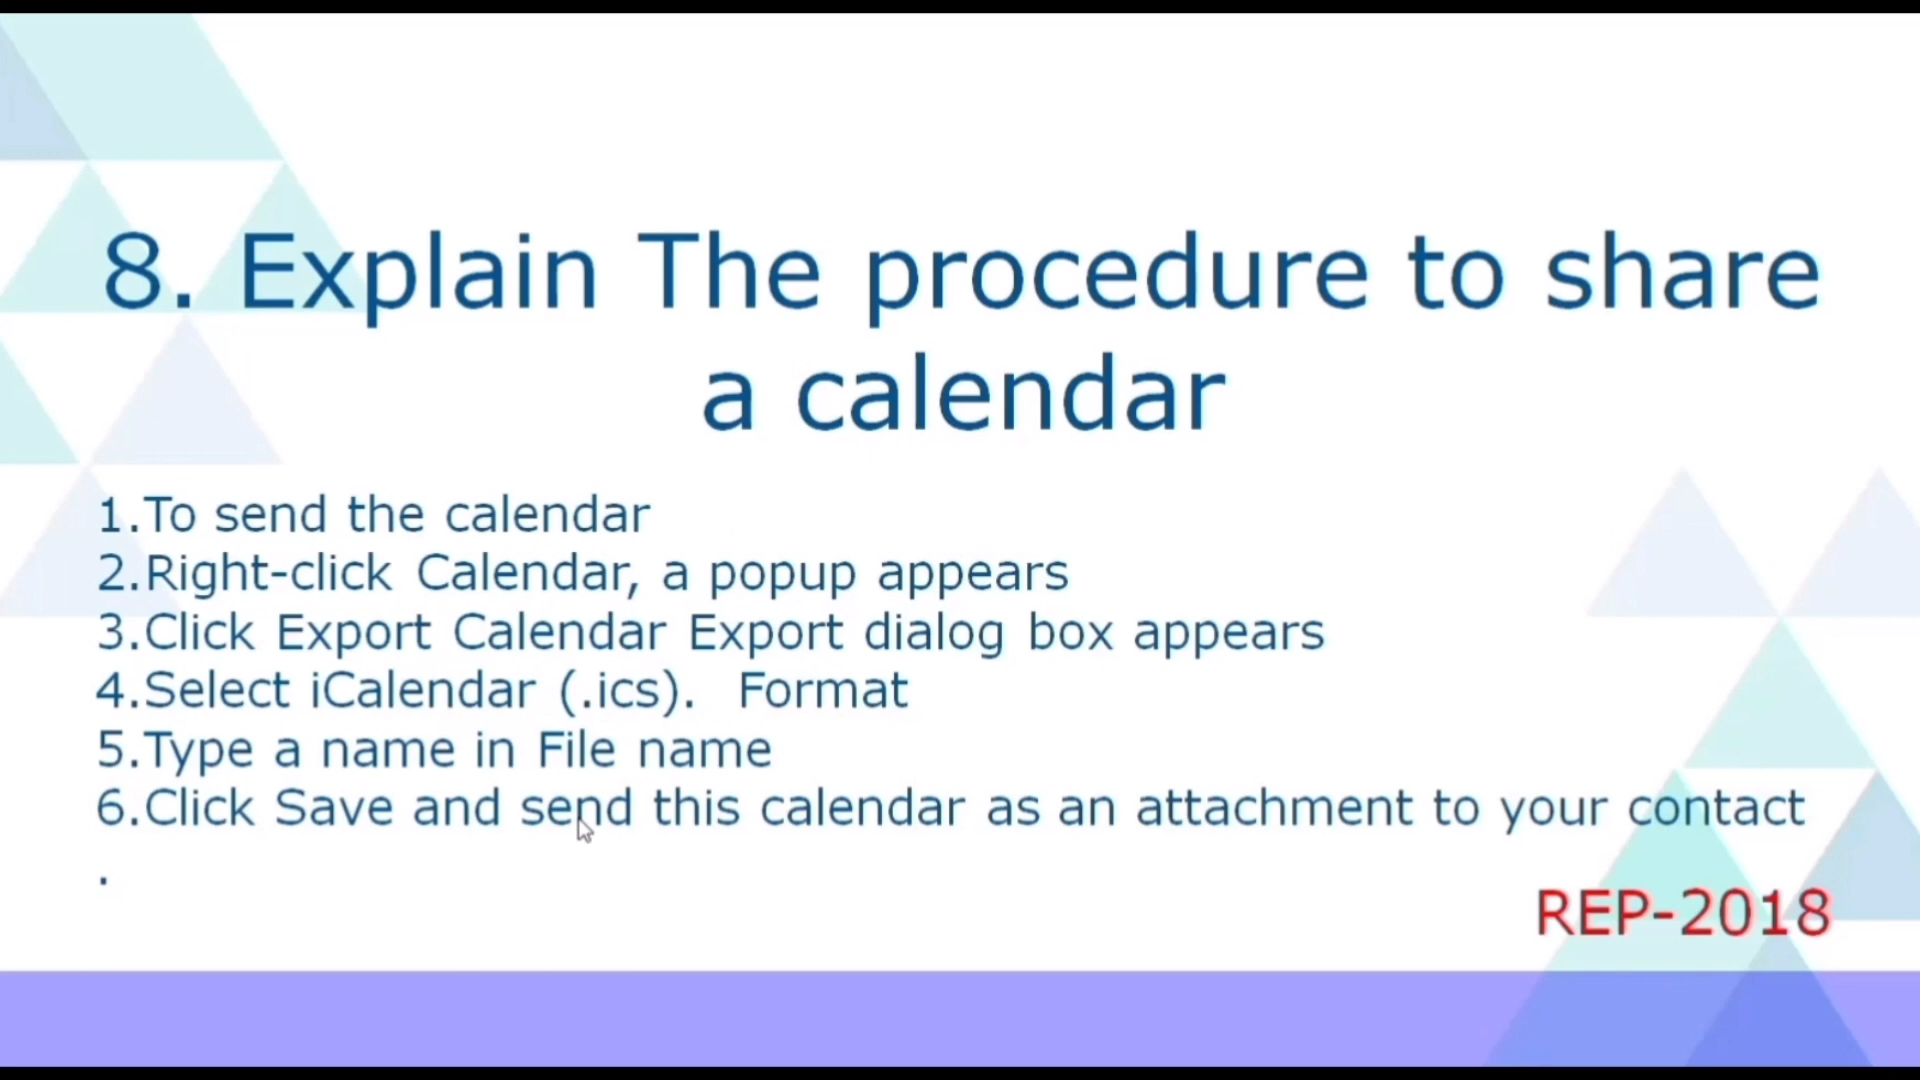 8. Explain The procedure to share
a calendar
1.To send the calendar
2.Right-click Calendar, a popup appears
3.Click Export Calendar Export dialog box appears
4.Select iCalendar (.ics).  Format
5.Type a name in File name
6.Click Save and send this calendar as an attachment to your contact
.
REP-2018